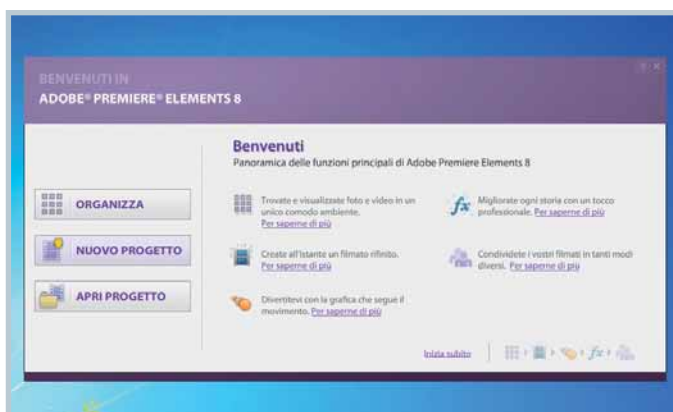 BENVENUTI IN
ADOBE® PREMIERE® ELEMENTS 8
? ×
Benvenuti
Panoramica delle funzioni principali di Adobe Premiere Elements 8
ORGANIZZA
NUOVO PROGETTO
APRI PROGETTO
Trovate e visualizzate foto e video in un
unico comodo ambiente.
Per saperne di più
Create all'istante un filmato rifinito.
Per saperne di più
Divertitevi con la grafica che segue il
movimento. Per saperne di più
fx
Migliorate ogni storia con un tocco
professionale. Per saperne di più
Condividete i vostri filmati in tanti modi
diversi. Per saperne di più
Inizia subito
fx